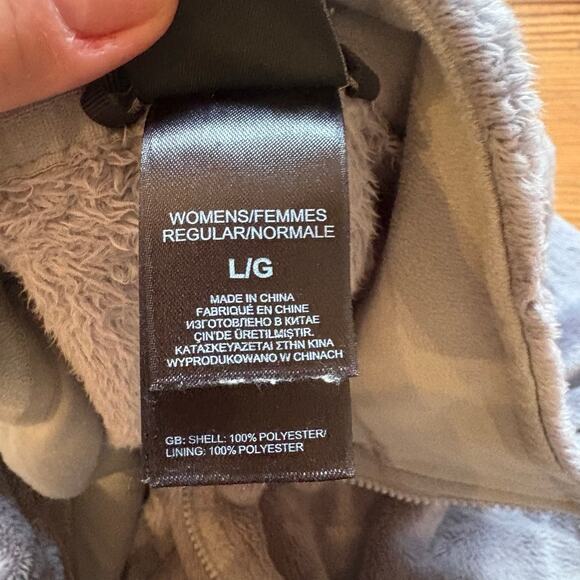 WOMENS/FEMMES
REGULAR/NORMALE
L/G
MADE IN CHINA
FABRIQUÉ EN CHINE
ИЗГОТОВЛЕНО В КИТАЕ
ÇIN'DE ÜRETILMIŞTIR.
ΚΑΤΑΣΚΕΥΑΖΕΤΑΙ ΣΤΗΝ ΚΙΝΑ
WYPRODUKOWANO W CHINACH
GB: SHELL: 100% POLYESTER/
LINING: 100% POLYESTER